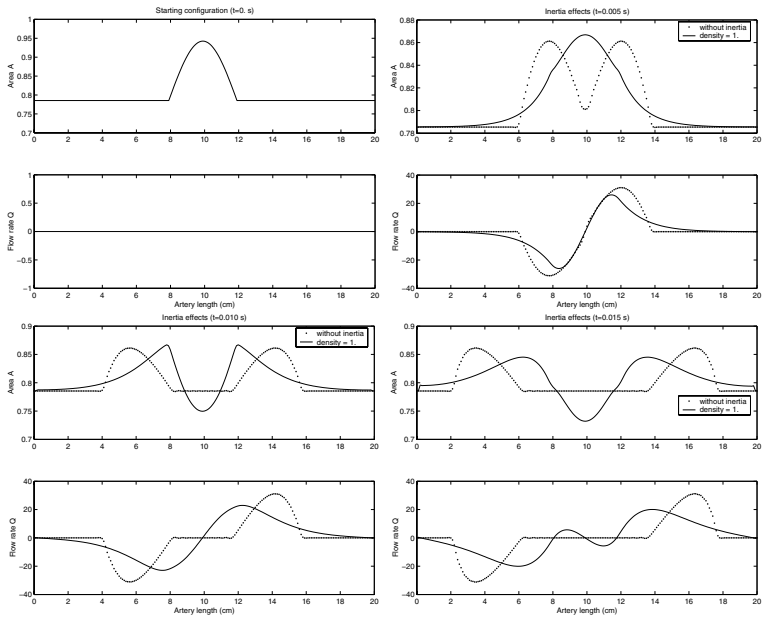 Starting configuration (t=0. s)
1
0.95
0.9
0.85
0.8
0.75
0.7
Area A
0 2 4 6 8 10 12 14 16 18 20
1
0.5
0
−0.5
−1
Flow rate Q
0 2 4 6 8 10 12 14 16 18 20
Artery length (cm)
Inertia effects (t=0.005 s)
without inertia
density = 1.
0.88
0.86
0.84
0.82
0.8
0.78
Area A
0 2 4 6 8 10 12 14 16 18 20
40
20
0
−20
−40
Flow rate Q
0 2 4 6 8 10 12 14 16 18 20
Artery length (cm)
Inertia effects (t=0.010 s)
without inertia
density = 1.
0.9
0.85
0.8
0.75
0.7
Area A
0 2 4 6 8 10 12 14 16 18 20
40
20
0
−20
−40
Flow rate Q
0 2 4 6 8 10 12 14 16 18 20
Artery length (cm)
Inertia effects (t=0.015 s)
0.9
0.85
0.8
0.75
0.7
Area A
without inertia
density = 1.
0 2 4 6 8 10 12 14 16 18 20
40
20
0
−20
−40
Flow rate Q
0 2 4 6 8 10 12 14 16 18 20
Artery length (cm)